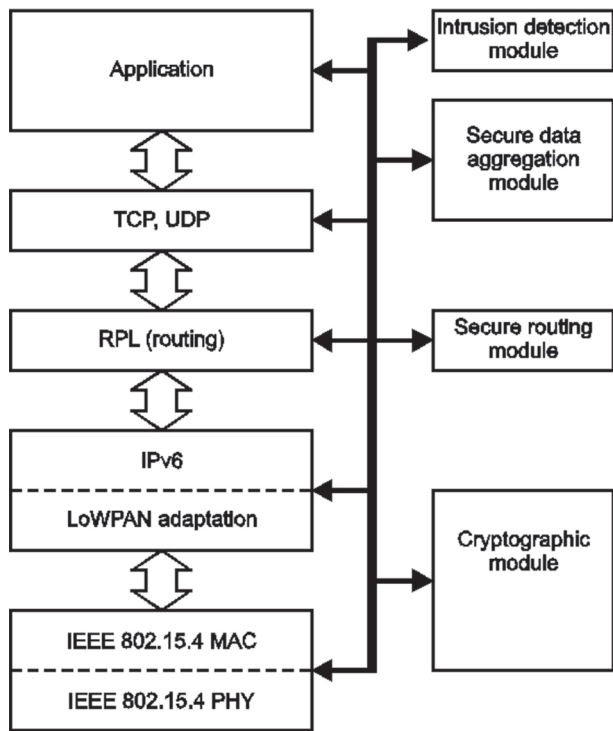 Application
TCP, UDP
RPL (routing)
IPv6
LoWPAN adaptation
IEEE 802.15.4 MAC
IEEE 802.15.4 PHY
Intrusion detection
module
Secure data
aggregation
module
Secure routing
module
Cryptographic
module